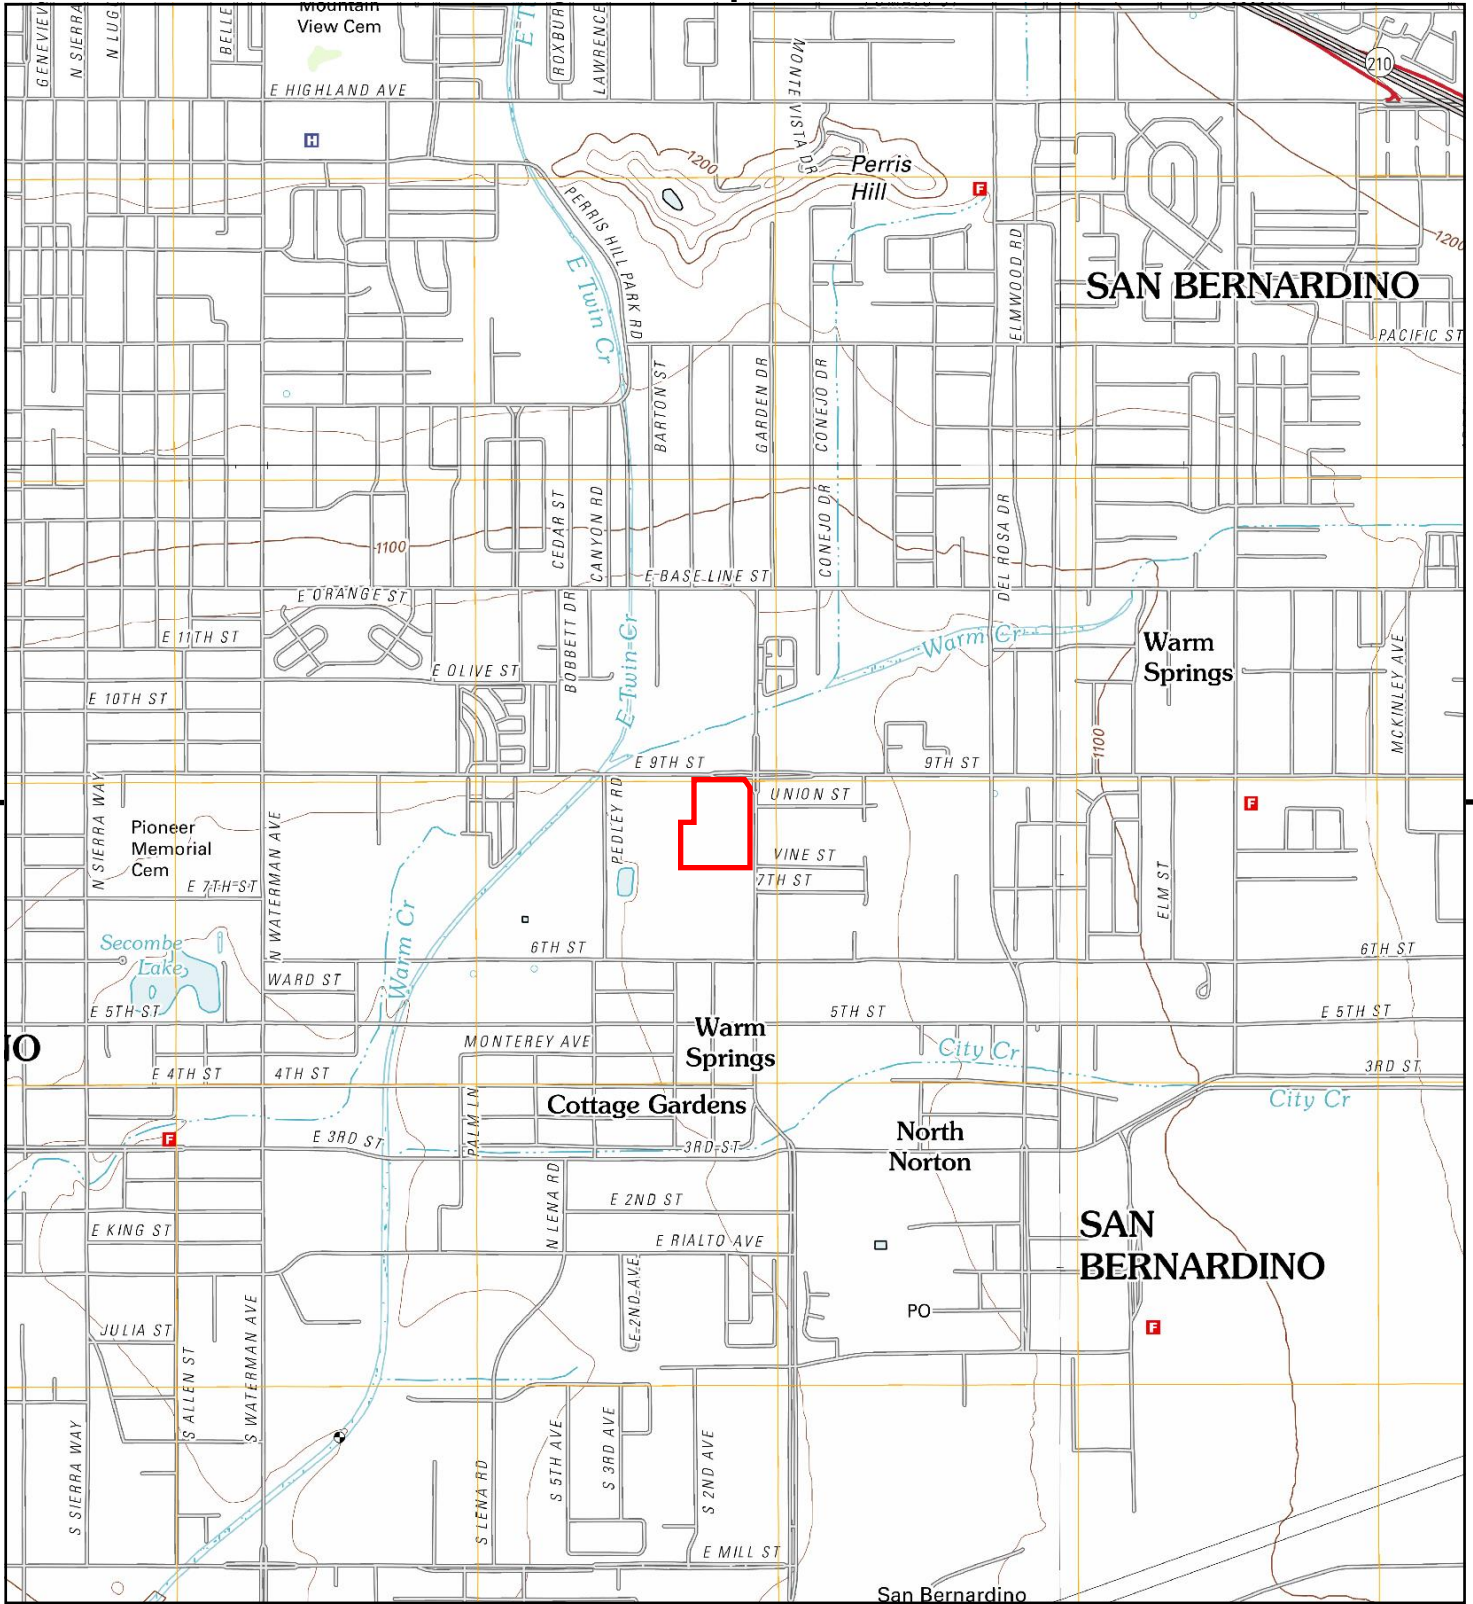 Mountain
View Cem
GENEVIEV
N SIERRA
N LUG
BELLE
E T
ROXBUR
LAWRENCE
MONTE VISTA DR
210
E HIGHLAND AVE
H
1200
Perris
Hill
F
PERRIS HILL PARK RD
E Twin Cr
ELMWOOD RD
1200
SAN BERNARDINO
PACIFIC ST
BARTON ST
GARDEN DR
CONEJO DR
1100
CEDAR ST
CANYON RD
CONEJO DR
DEL ROSA DR
E BASE LINE ST
E ORANGE ST
E 11TH ST
BOBBETT DR
E Twin Cr
Warm Cr
Warm
Springs
MCKINLEY AVE
E OLIVE ST
E 10TH ST
1100
E 9TH ST
9TH ST
N SIERRA WAY
PEDLEY RD
UNION ST
F
Pioneer
Memorial
Cem
N WATERMAN AVE
VINE ST
E 7TH ST
7TH ST
ELM ST
Warm Cr
Secombe
Lake
6TH ST
6TH ST
WARD ST
E 5TH ST
5TH ST
E 5TH ST
NO
MONTEREY AVE
Warm
Springs
City Cr
E 4TH ST
4TH ST
3RD ST
City Cr
Cottage Gardens
PALM LN
F
E 3RD ST
3RD ST
North
Norton
N LENA RD
E 2ND ST
E KING ST
E RIALTO AVE
SAN
BERNARDINO
E 2ND AVE
PO
F
JULIA ST
S ALLEN ST
S WATERMAN AVE
S SIERRA WAY
S LENA RD
S 5TH AVE
S 3RD AVE
S 2ND AVE
E MILL ST
San Bernardino